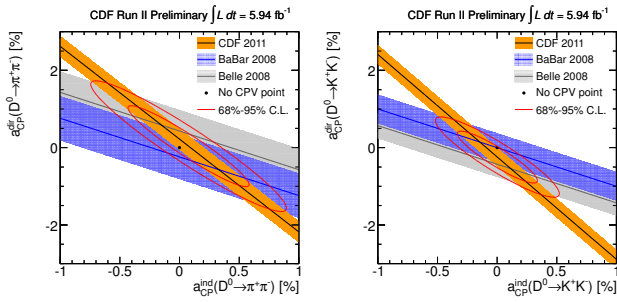 CDF Run II Preliminary ∫L dt = 5.94 fb⁻¹
a_CP^dir(D⁰→π⁺π⁻) [%]
CDF 2011
BaBar 2008
Belle 2008
No CPV point
68%-95% C.L.
2
0
-2
-1 -0.5 0 0.5 1
a_CP^ind(D⁰→π⁺π⁻) [%]
CDF Run II Preliminary ∫L dt = 5.94 fb⁻¹
a_CP^dir(D⁰→K⁺K⁻) [%]
CDF 2011
BaBar 2008
Belle 2008
No CPV point
68%-95% C.L.
2
0
-2
-1 -0.5 0 0.5 1
a_CP^ind(D⁰→K⁺K⁻) [%]